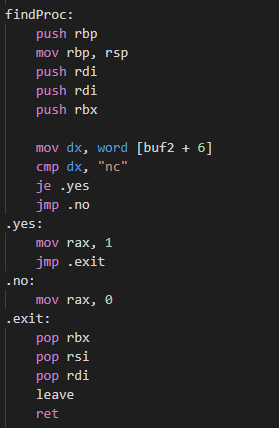 findProc:
push rbp
mov rbp, rsp
push rdi
push rdi
push rbx
mov dx, word [buf2 + 6]
cmp dx, "nc"
je .yes
jmp .no
.yes:
mov rax, 1
jmp .exit
.no:
mov rax, 0
.exit:
pop rbx
pop rsi
pop rdi
leave
ret